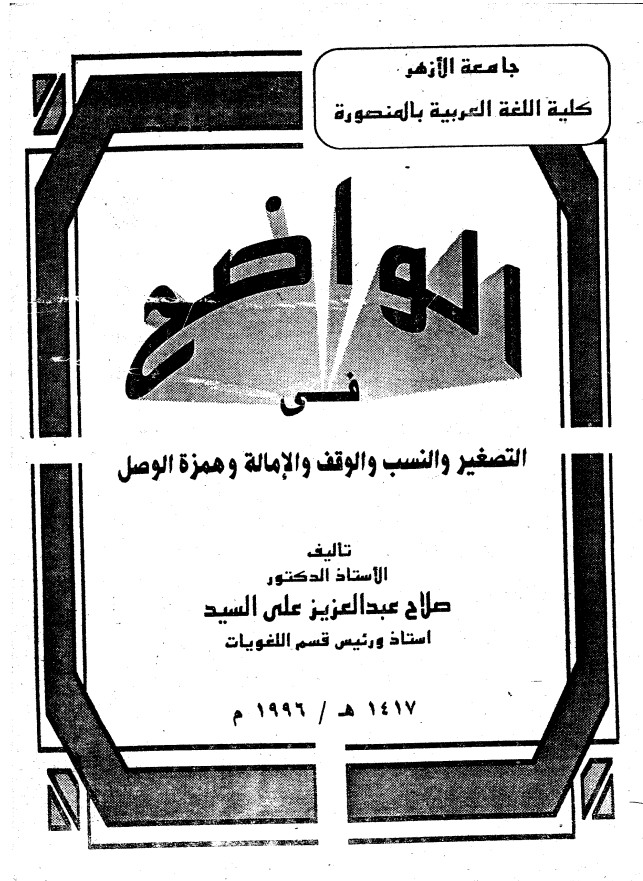 جامعة الأزهر
كلية اللغة العربية بالمنصورة
الواضح
فى
التصغير والنسب والوقف والإمالة وهمزة الوصل
تأليف
الأستاذ الدكتور
صلاح عبدالعزيز على السيد
استاذ ورئيس قسم اللغويات
١٤١٧ هـ / ١٩٩٦ م